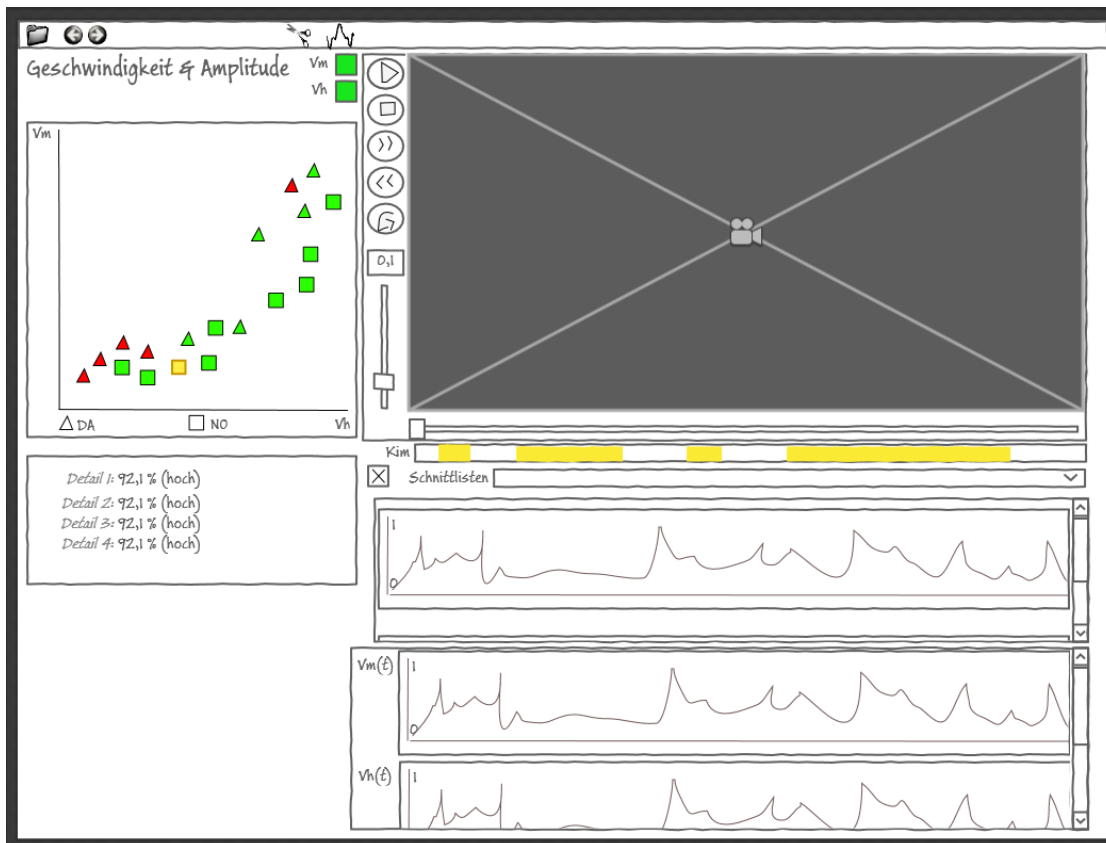 Geschwindigkeit & Amplitude
Vm
Vh
Vm
DA
NO
Vh
0,1
Kim
Schnittlisten
Detail 1: 92,1 % (hoch)
Detail 2: 92,1 % (hoch)
Detail 3: 92,1 % (hoch)
Detail 4: 92,1 % (hoch)
1
0
Vm(t)
1
0
Vh(t)
1